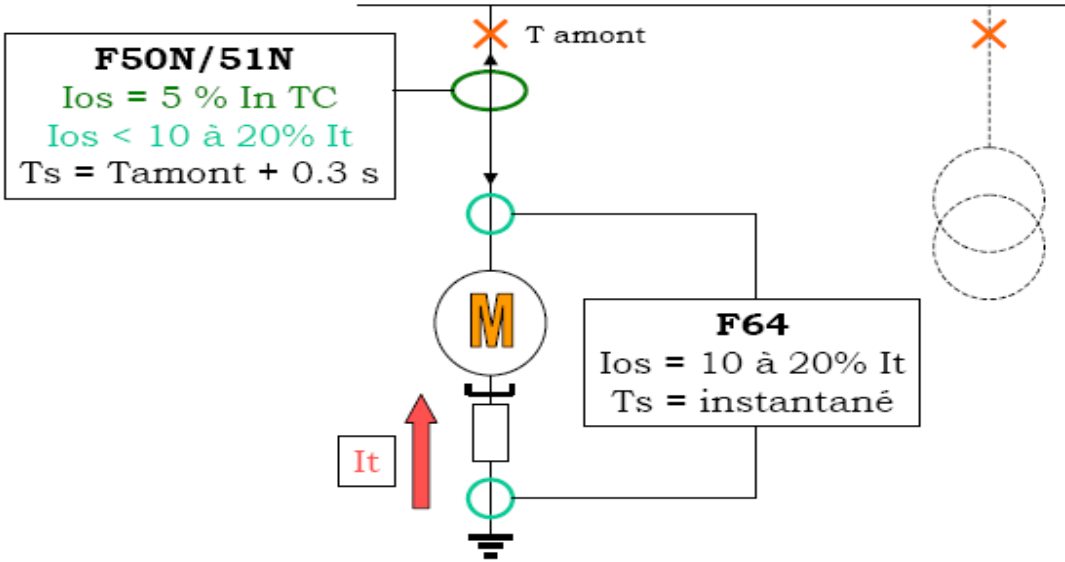 T amont
F50N/51N
Ios = 5 % In TC
Ios < 10 à 20% It
Ts = Tamont + 0.3 s
M
F64
Ios = 10 à 20% It
Ts = instantané
It